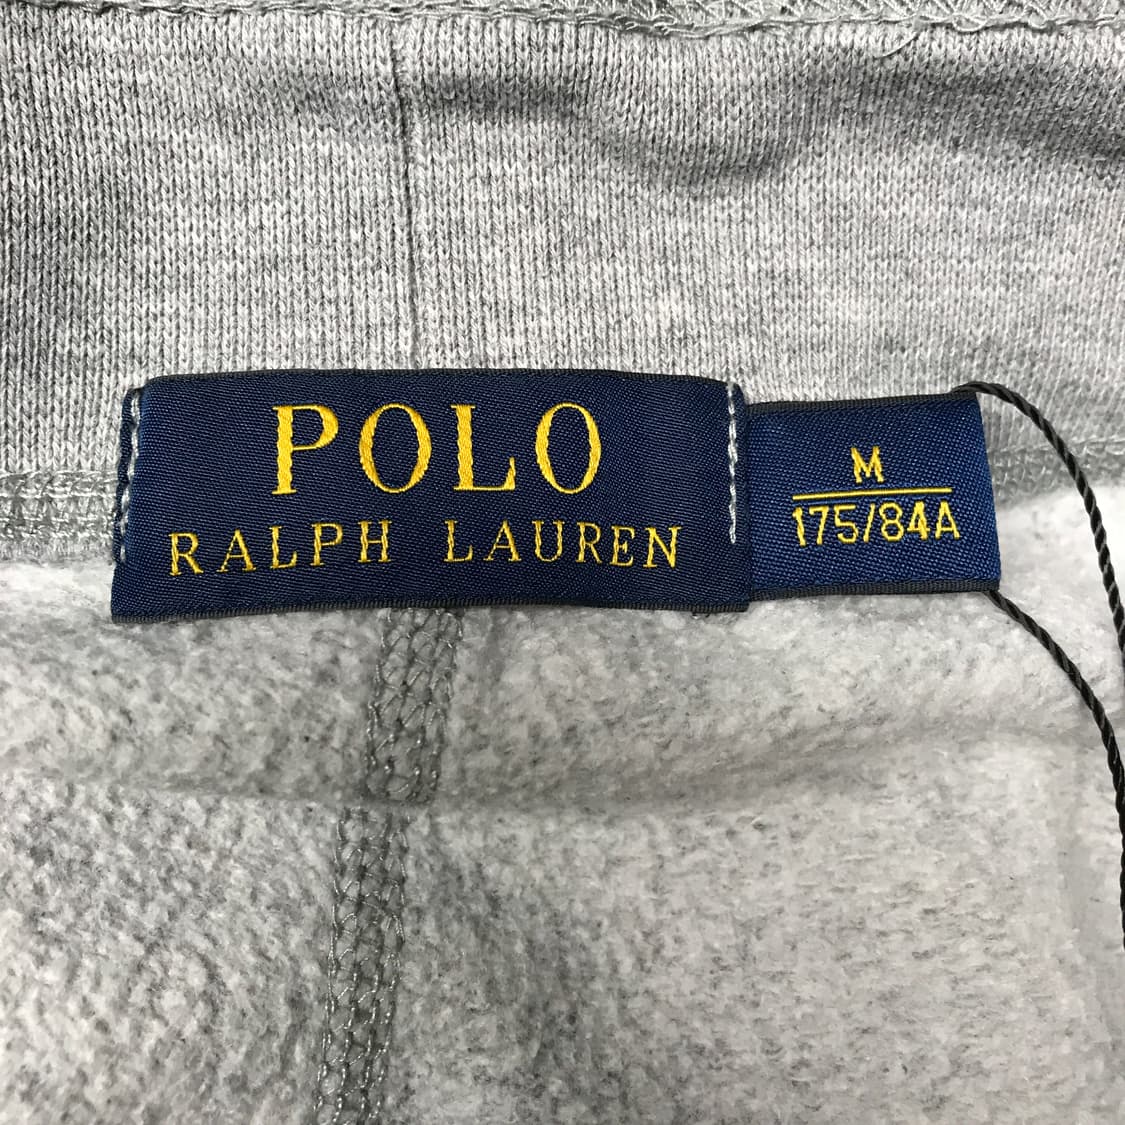 POLO
RALPH LAUREN
M
175/84A